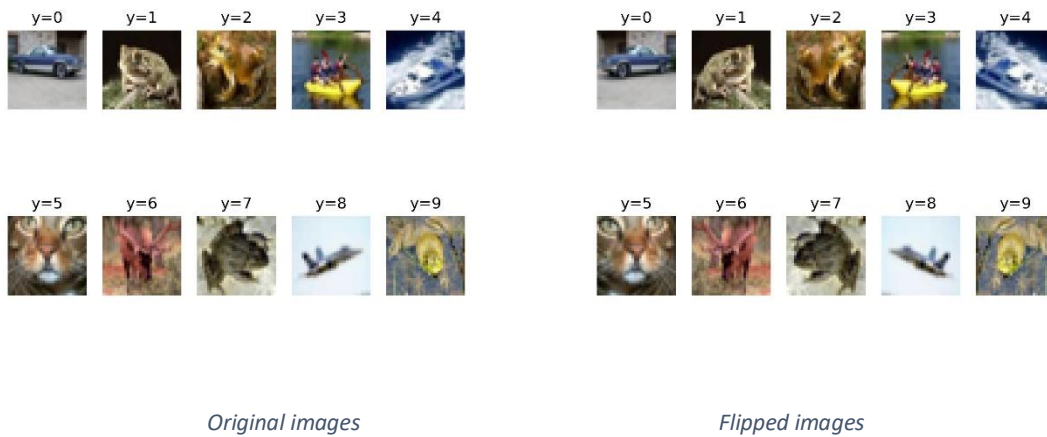 y=0 y=1 y=2 y=3 y=4 y=0 y=1 y=2 y=3 y=4
y=5 y=6 y=7 y=8 y=9 y=5 y=6 y=7 y=8 y=9
Original images Flipped images